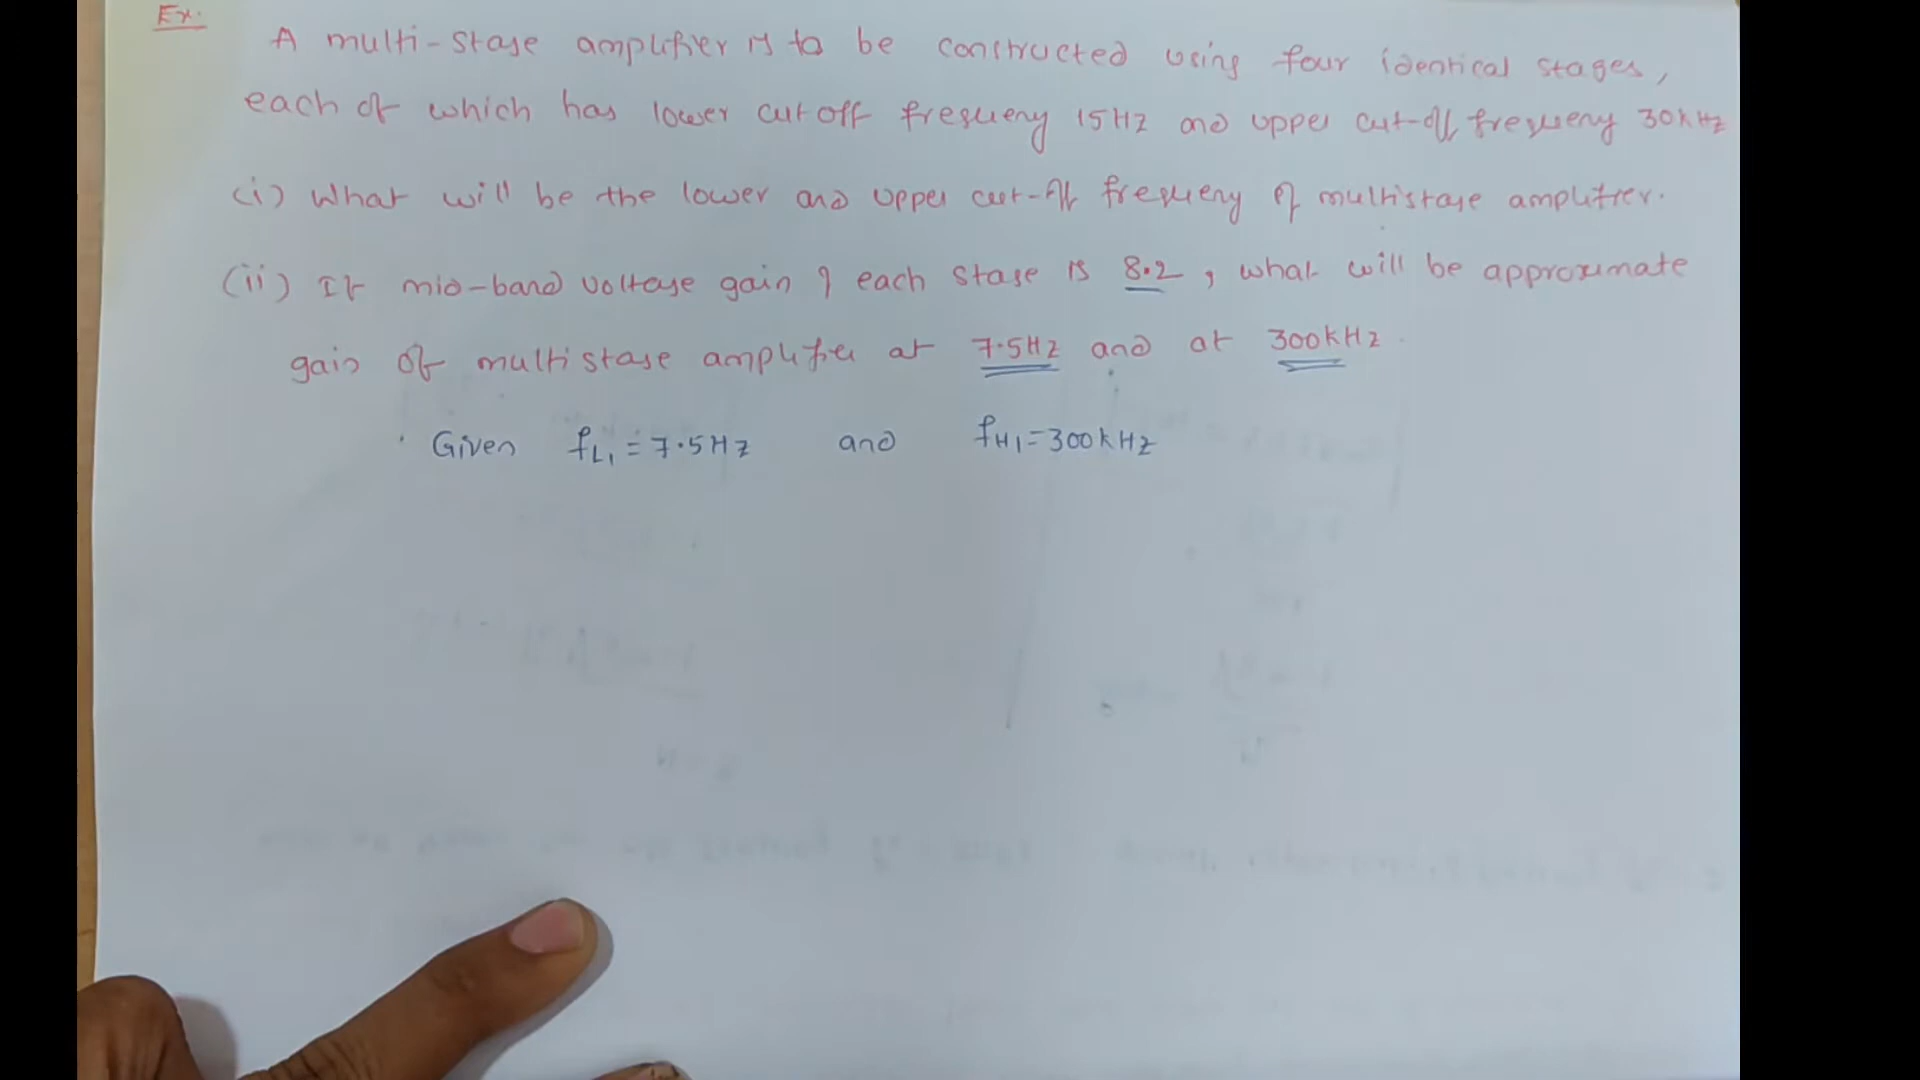 Ex.
A multi-stage amplifier is to be constructed using four identical stages,
each of which has lower cut off frequency 15Hz and upper cut-off frequency 30kHz
(i) What will be the lower and upper cut-off frequency of multistage amplifier.
(ii) If mid-band voltage gain of each stage is 8.2, what will be approximate
gain of multistage amplifier at 7.5Hz and at 300kHz.
Given fL1 = 7.5Hz and fH1 = 300kHz